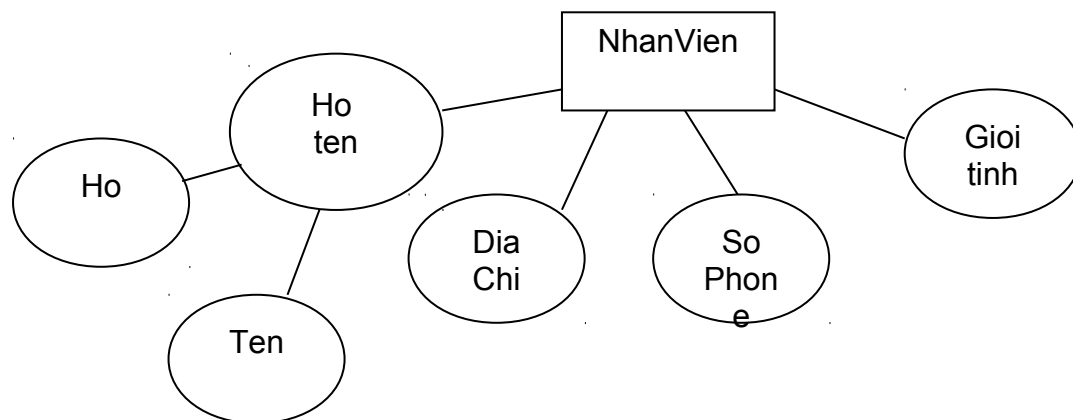 NhanVien
Ho
ten
Gioi
tinh
Ho
Dia
Chi
So
Phon
e
Ten